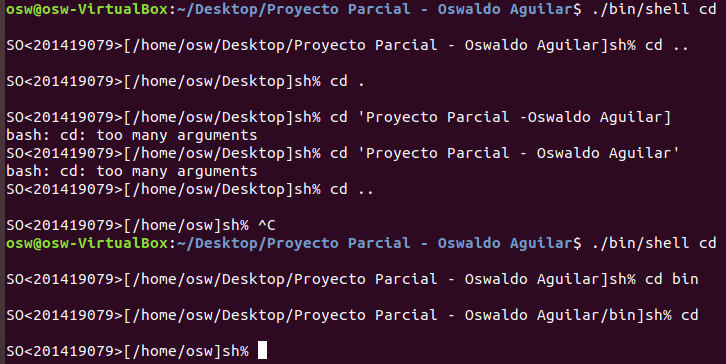 osw@osw-VirtualBox:~/Desktop/Proyecto Parcial - Oswaldo Aguilar$ ./bin/shell cd
SO<201419079>[/home/osw/Desktop/Proyecto Parcial - Oswaldo Aguilar]sh% cd ..
SO<201419079>[/home/osw/Desktop]sh% cd .
SO<201419079>[/home/osw/Desktop]sh% cd 'Proyecto Parcial -Oswaldo Aguilar]
bash: cd: too many arguments
SO<201419079>[/home/osw/Desktop]sh% cd 'Proyecto Parcial - Oswaldo Aguilar'
bash: cd: too many arguments
SO<201419079>[/home/osw/Desktop]sh% cd ..
SO<201419079>[/home/osw]sh% ^C
osw@osw-VirtualBox:~/Desktop/Proyecto Parcial - Oswaldo Aguilar$ ./bin/shell cd
SO<201419079>[/home/osw/Desktop/Proyecto Parcial - Oswaldo Aguilar]sh% cd bin
SO<201419079>[/home/osw/Desktop/Proyecto Parcial - Oswaldo Aguilar/bin]sh% cd
SO<201419079>[/home/osw]sh%